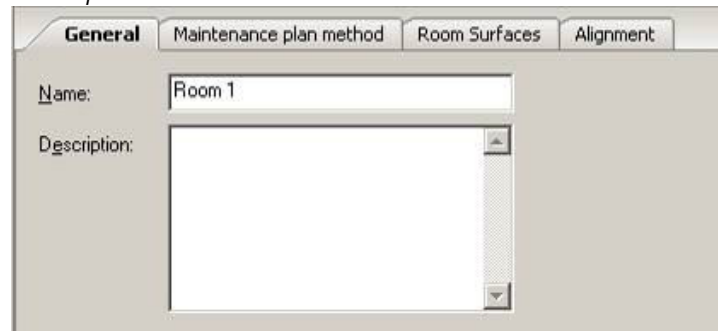 General Maintenance plan method Room Surfaces Alignment
Name: Room 1
Description: